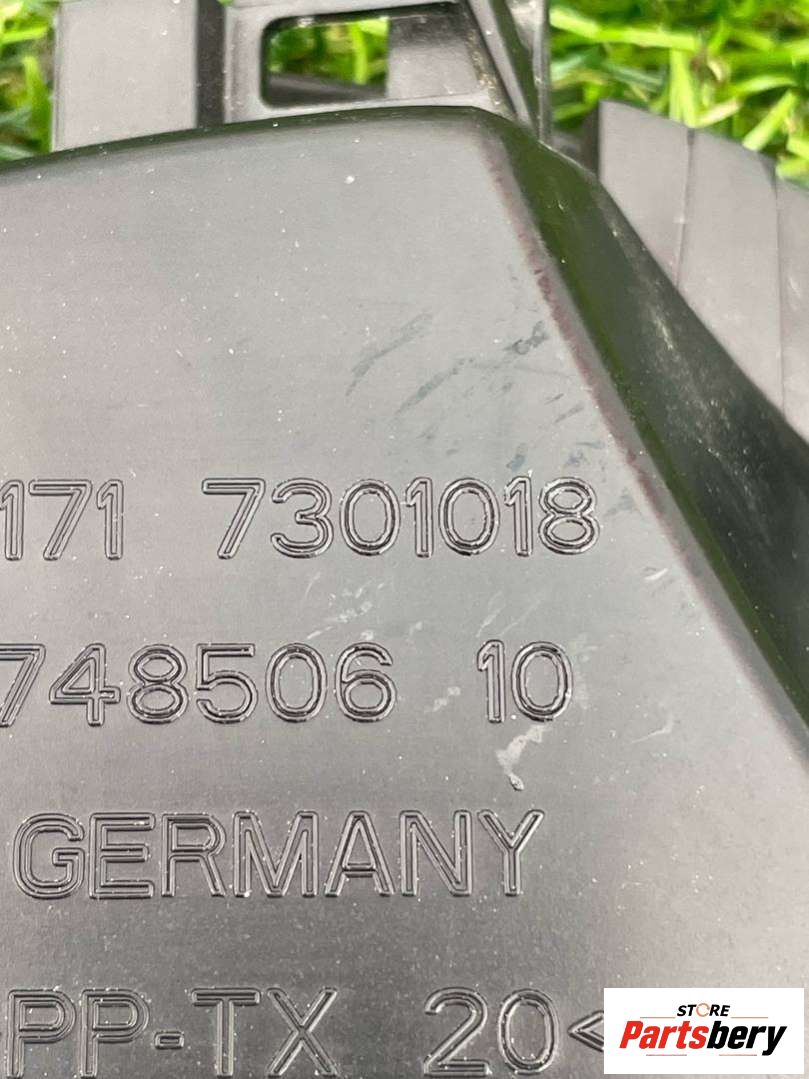 171 7301018
748506 10
GERMANY
PP-TX 20<
STORE
Partsbery